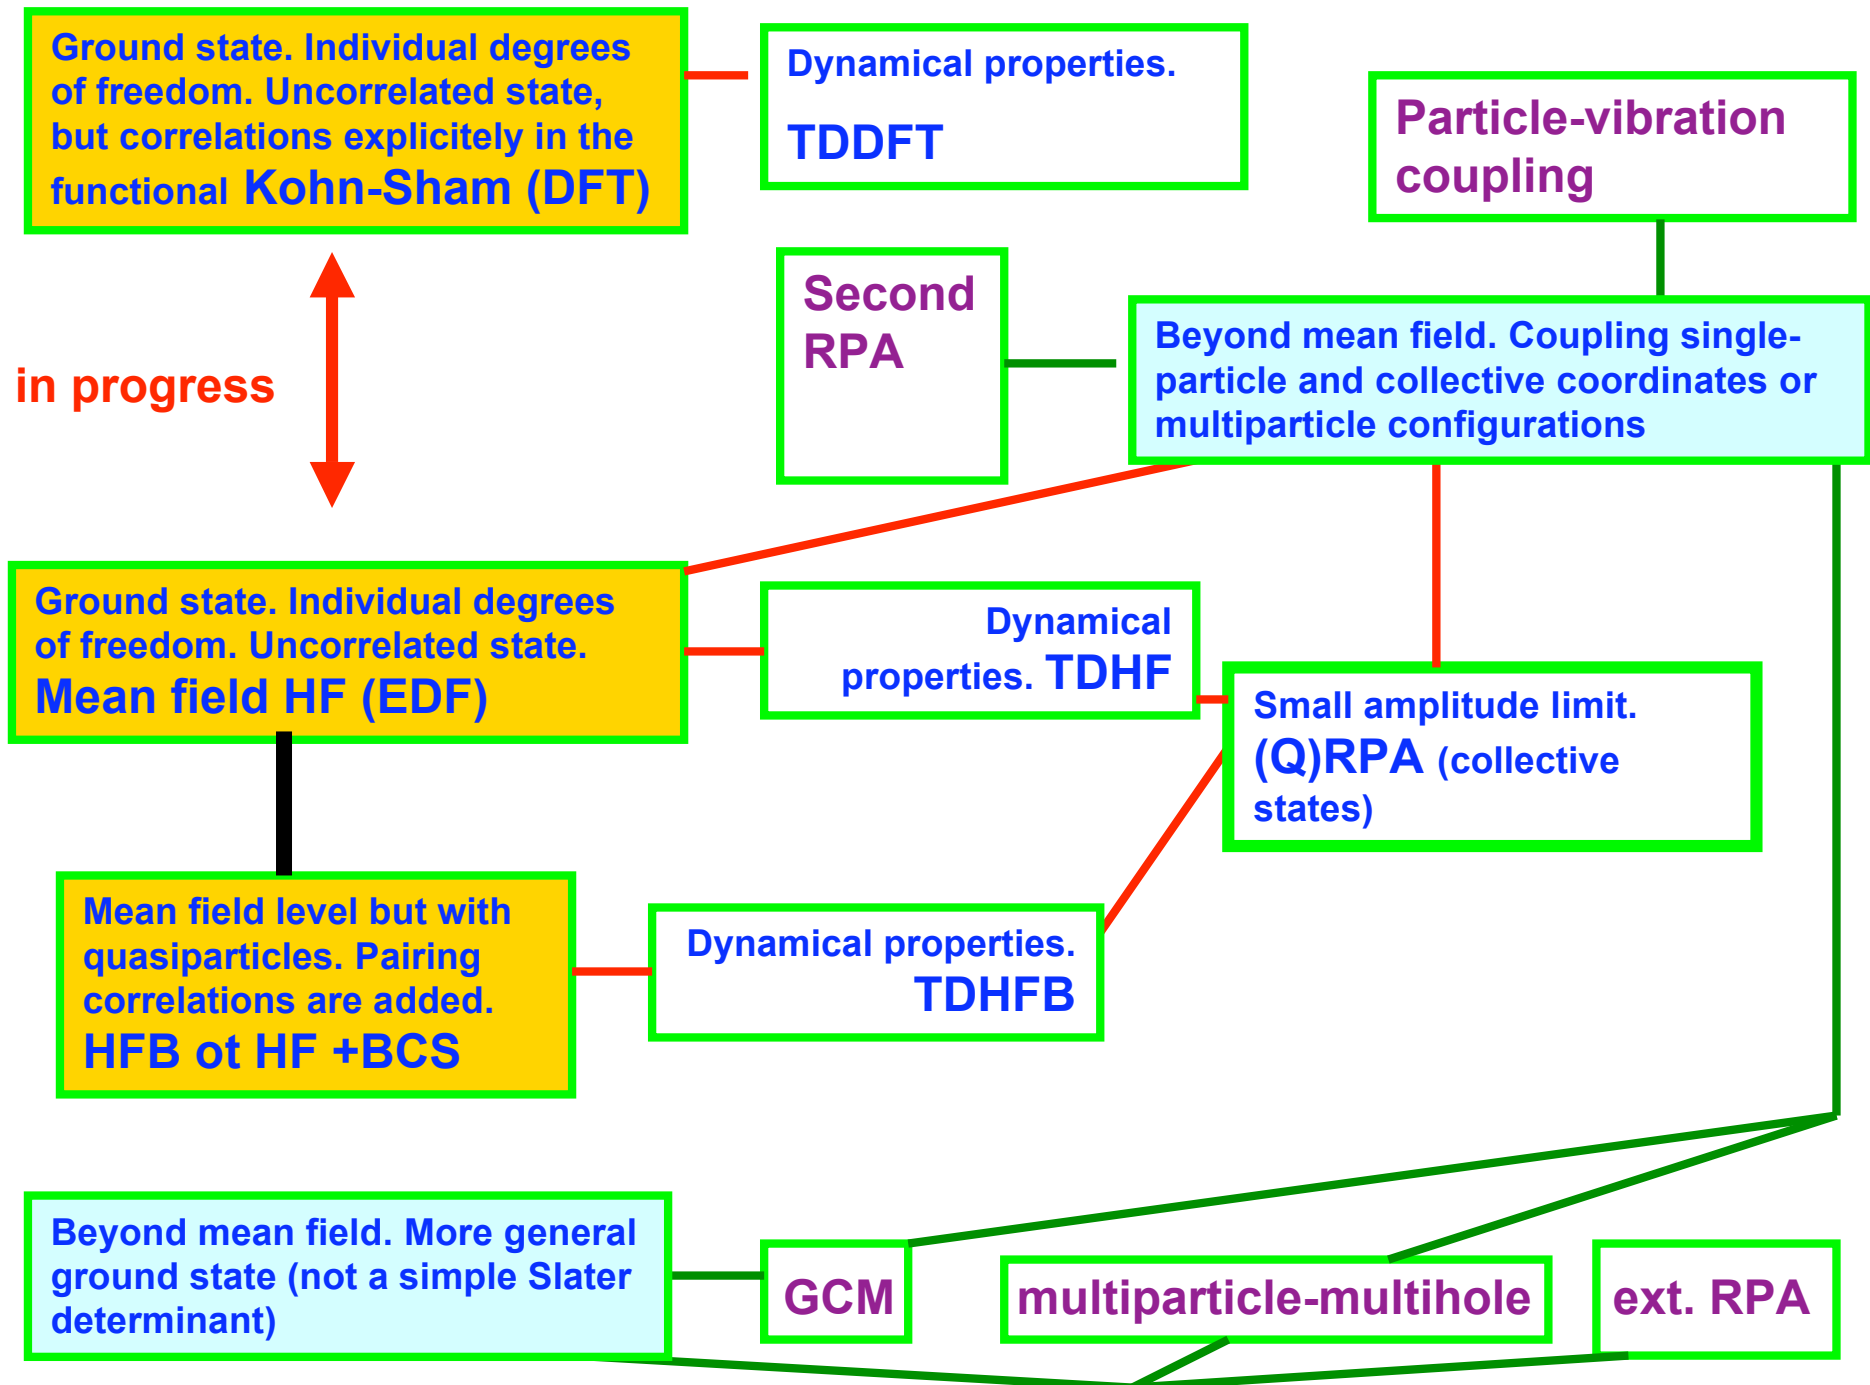 Ground state. Individual degrees
of freedom. Uncorrelated state,
but correlations explicitely in the
functional Kohn-Sham (DFT)
Dynamical properties.
TDDFT
Particle-vibration
coupling
in progress
Second
RPA
Beyond mean field. Coupling single-
particle and collective coordinates or
multiparticle configurations
Ground state. Individual degrees
of freedom. Uncorrelated state.
Mean field HF (EDF)
Dynamical
properties. TDHF
Small amplitude limit.
(Q)RPA (collective
states)
Mean field level but with
quasiparticles. Pairing
correlations are added.
HFB ot HF +BCS
Dynamical properties.
TDHFB
Beyond mean field. More general
ground state (not a simple Slater
determinant)
GCM
multiparticle-multihole
ext. RPA